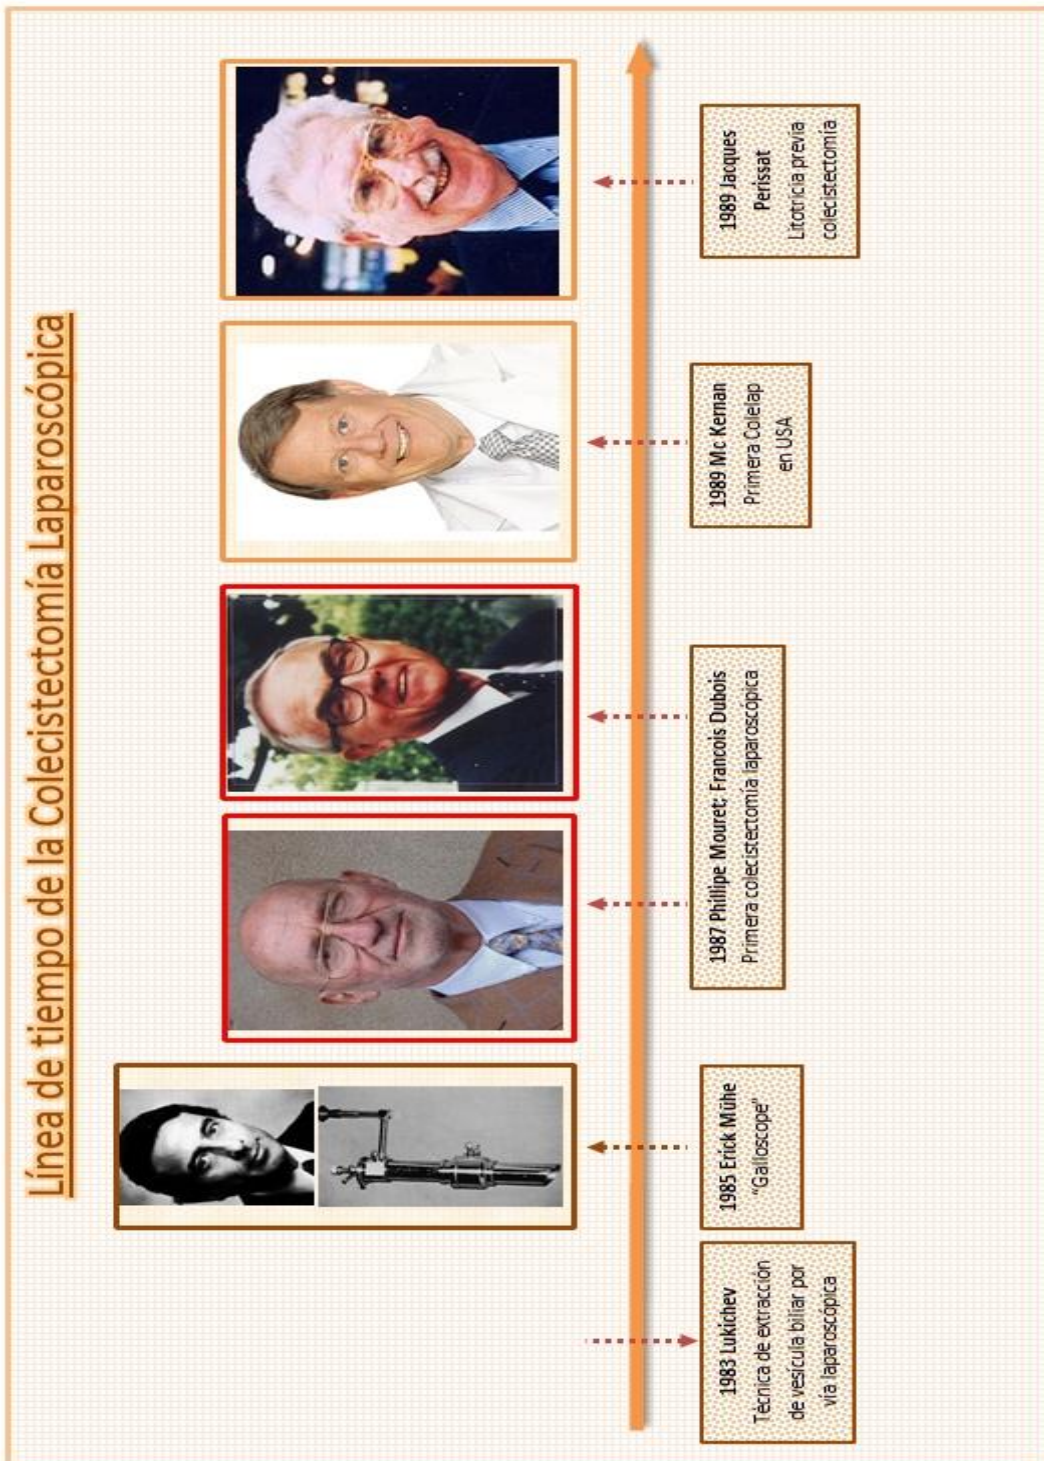 Línea de tiempo de la Colecistectomía Laparoscópica
1983 Lukichev
Técnica de extracción
de vesícula biliar por
vía laparoscópica
1985 Erick Mühe
"Galloscope"
1987 Phillipe Mouret; Francois Dubois
Primera colecistectomía laparoscópica
1989 Mc Kernan
Primera Colelap
en USA
1989 Jacques
Perissat
Litotricia previa
colecistectomía